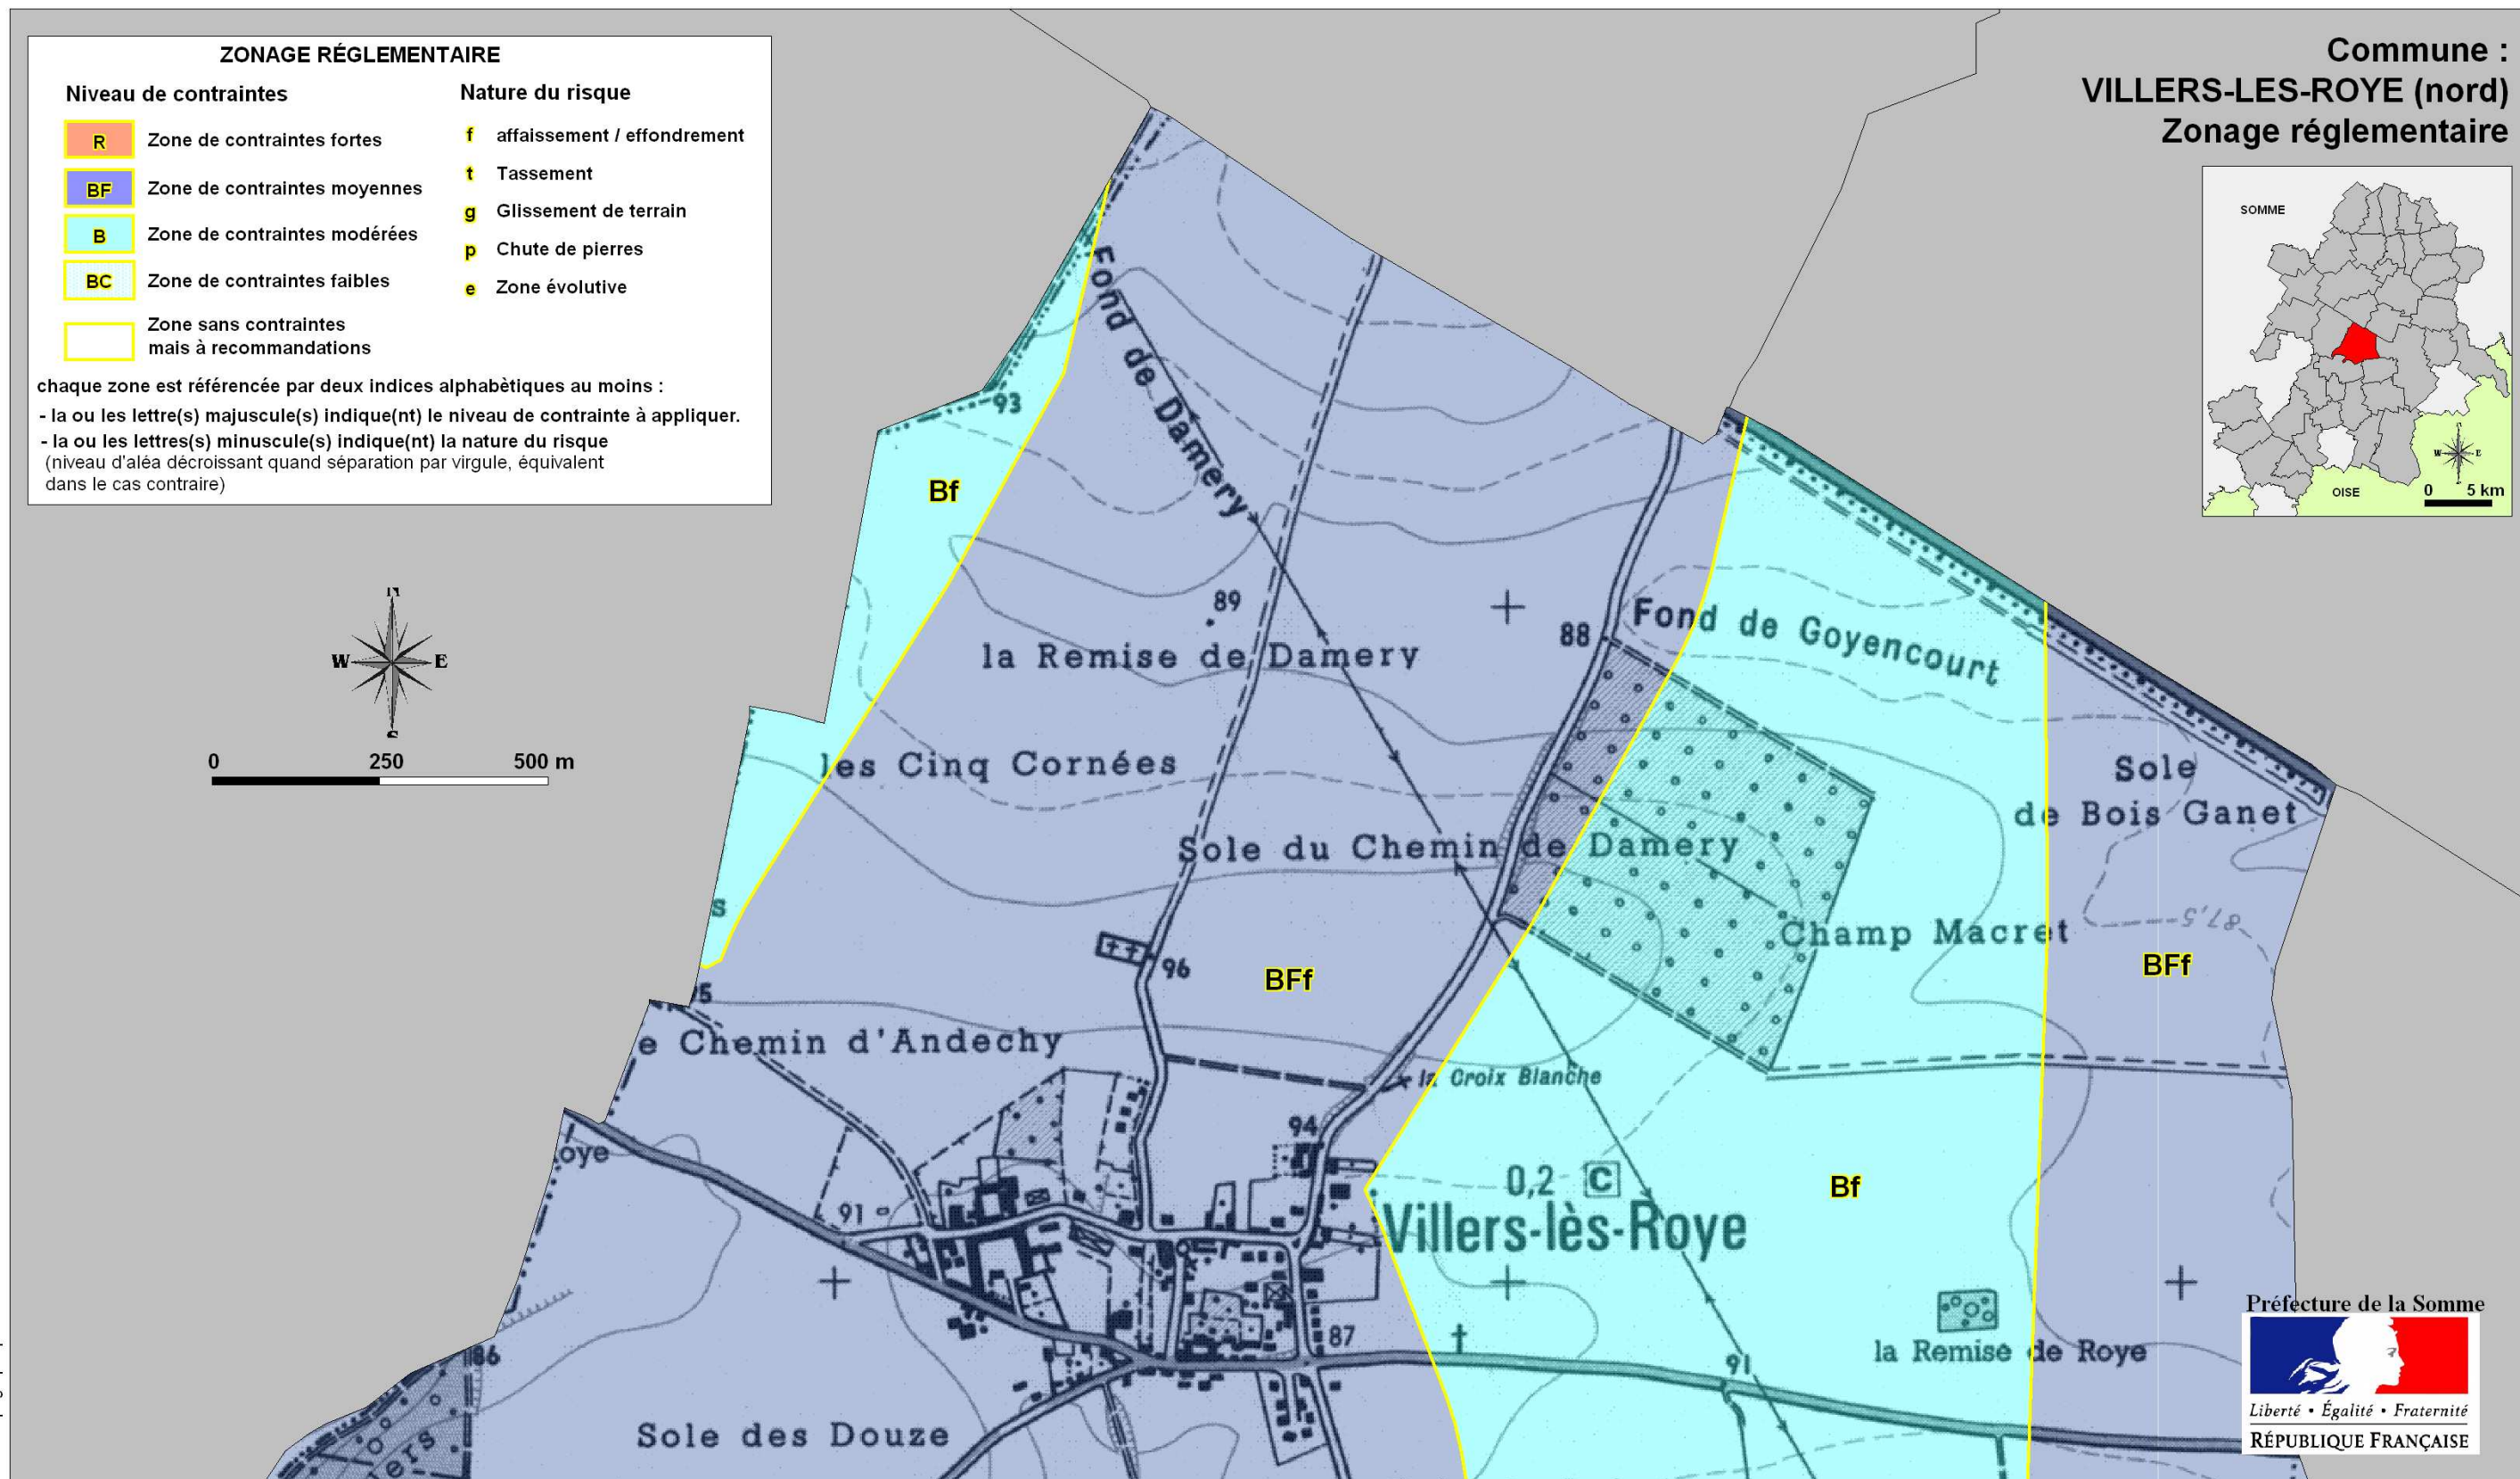 ZONAGE RÉGLEMENTAIRE
Niveau de contraintes
R Zone de contraintes fortes
BF Zone de contraintes moyennes
B Zone de contraintes modérées
BC Zone de contraintes faibles
Zone sans contraintes
mais à recommandations
Nature du risque
f affaissement / effondrement
t Tassement
g Glissement de terrain
p Chute de pierres
e Zone évolutive
chaque zone est référencée par deux indices alphabètiques au moins :
- la ou les lettre(s) majuscule(s) indique(nt) le niveau de contrainte à appliquer.
- la ou les lettres(s) minuscule(s) indique(nt) la nature du risque
(niveau d'aléa décroissant quand séparation par virgule, équivalent
dans le cas contraire)
Commune :
VILLERS-LES-ROYE (nord)
Zonage réglementaire
SOMME
W E
OISE
0 5 km
N
W E
S
0 250 500 m
Fond de Damery
93
Bf
89
la Remise de Damery
88
Fond de Goyencourt
les Cinq Cornées
Sole
de Bois Ganet
Sole du Chemin de Damery
s
Champ Macret
87,5
96
BFf
BFf
5
e Chemin d'Andechy
la Croix Blanche
94
oye
0,2 C
Bf
91
Villers-lès-Roye
87
la Remise de Roye
86
91
Sole des Douze
ers
Préfecture de la Somme
Liberté • Égalité • Fraternité
RÉPUBLIQUE FRANÇAISE